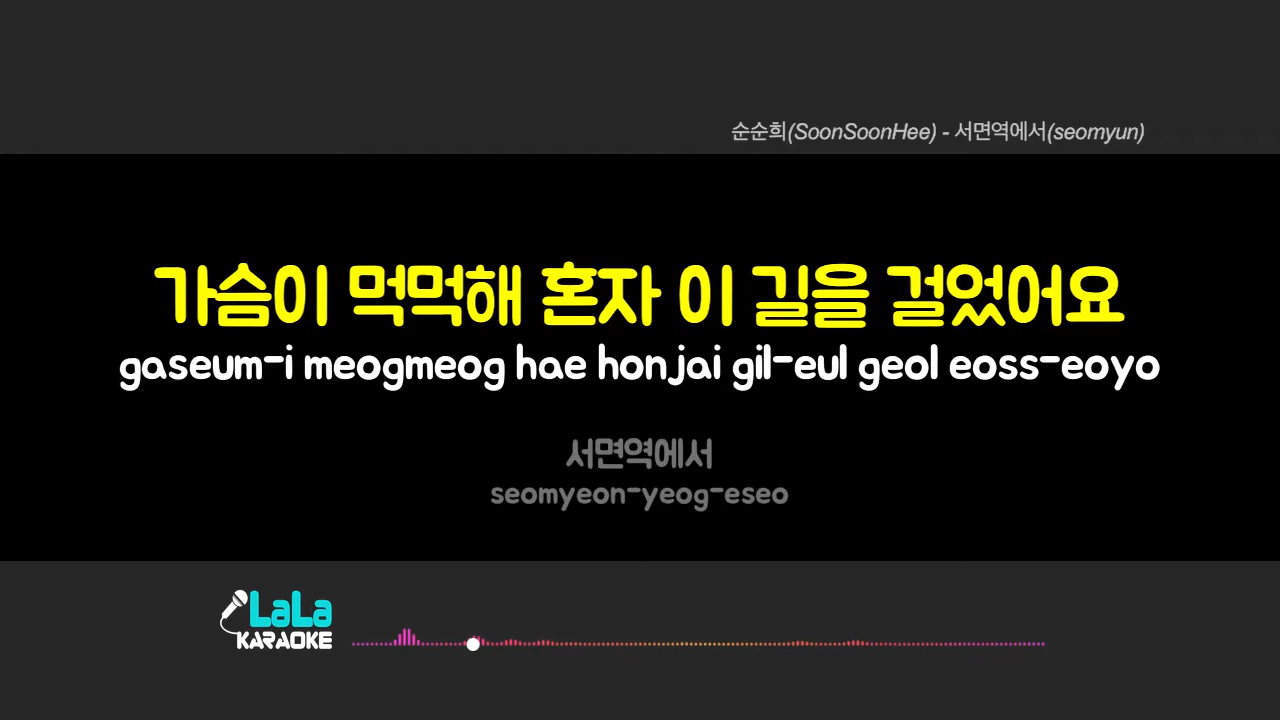 순순희(SoonSoonHee) - 서면역에서(seomyun)
가슴이 먹먹해 혼자 이 길을 걸었어요
gaseum-i meogmeog hae honjai gil-eul geol eoss-eoyo
서면역에서
seomyeon-yeog-eseo
LaLa
KARAOKE